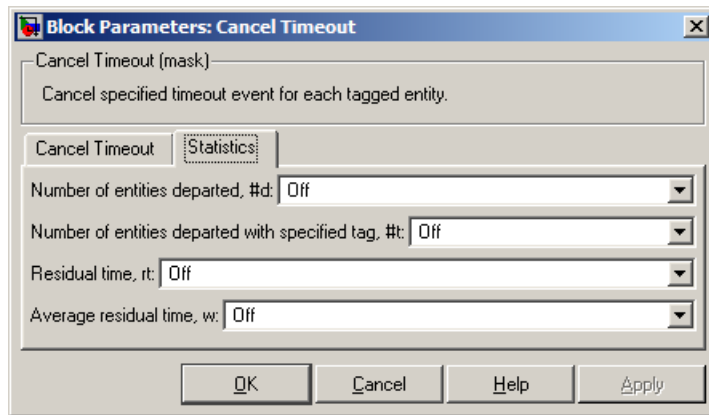 Block Parameters: Cancel Timeout
Cancel Timeout (mask)
Cancel specified timeout event for each tagged entity.
Cancel Timeout Statistics
Number of entities departed, #d: Off
Number of entities departed with specified tag, #t: Off
Residual time, rt: Off
Average residual time, w: Off
OK Cancel Help Apply